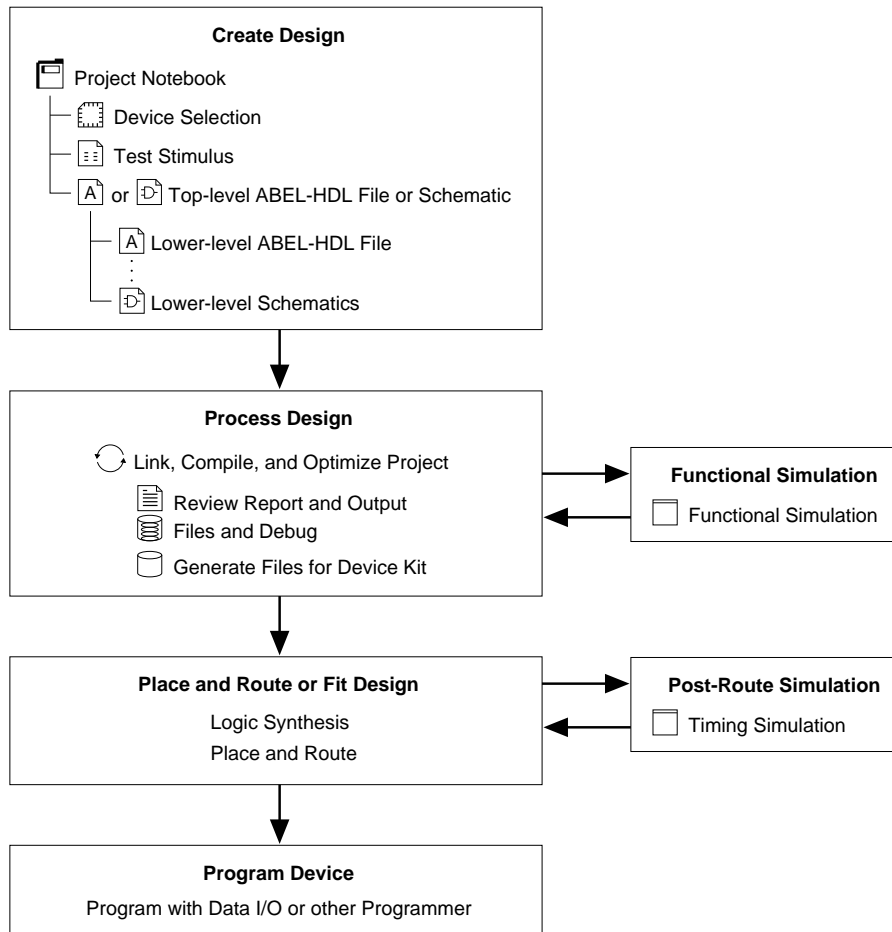 Create Design
Project Notebook
Device Selection
Test Stimulus
A or Top-level ABEL-HDL File or Schematic
A Lower-level ABEL-HDL File
Lower-level Schematics
Process Design
Link, Compile, and Optimize Project
Review Report and Output
Files and Debug
Generate Files for Device Kit
Functional Simulation
Functional Simulation
Place and Route or Fit Design
Logic Synthesis
Place and Route
Post-Route Simulation
Timing Simulation
Program Device
Program with Data I/O or other Programmer